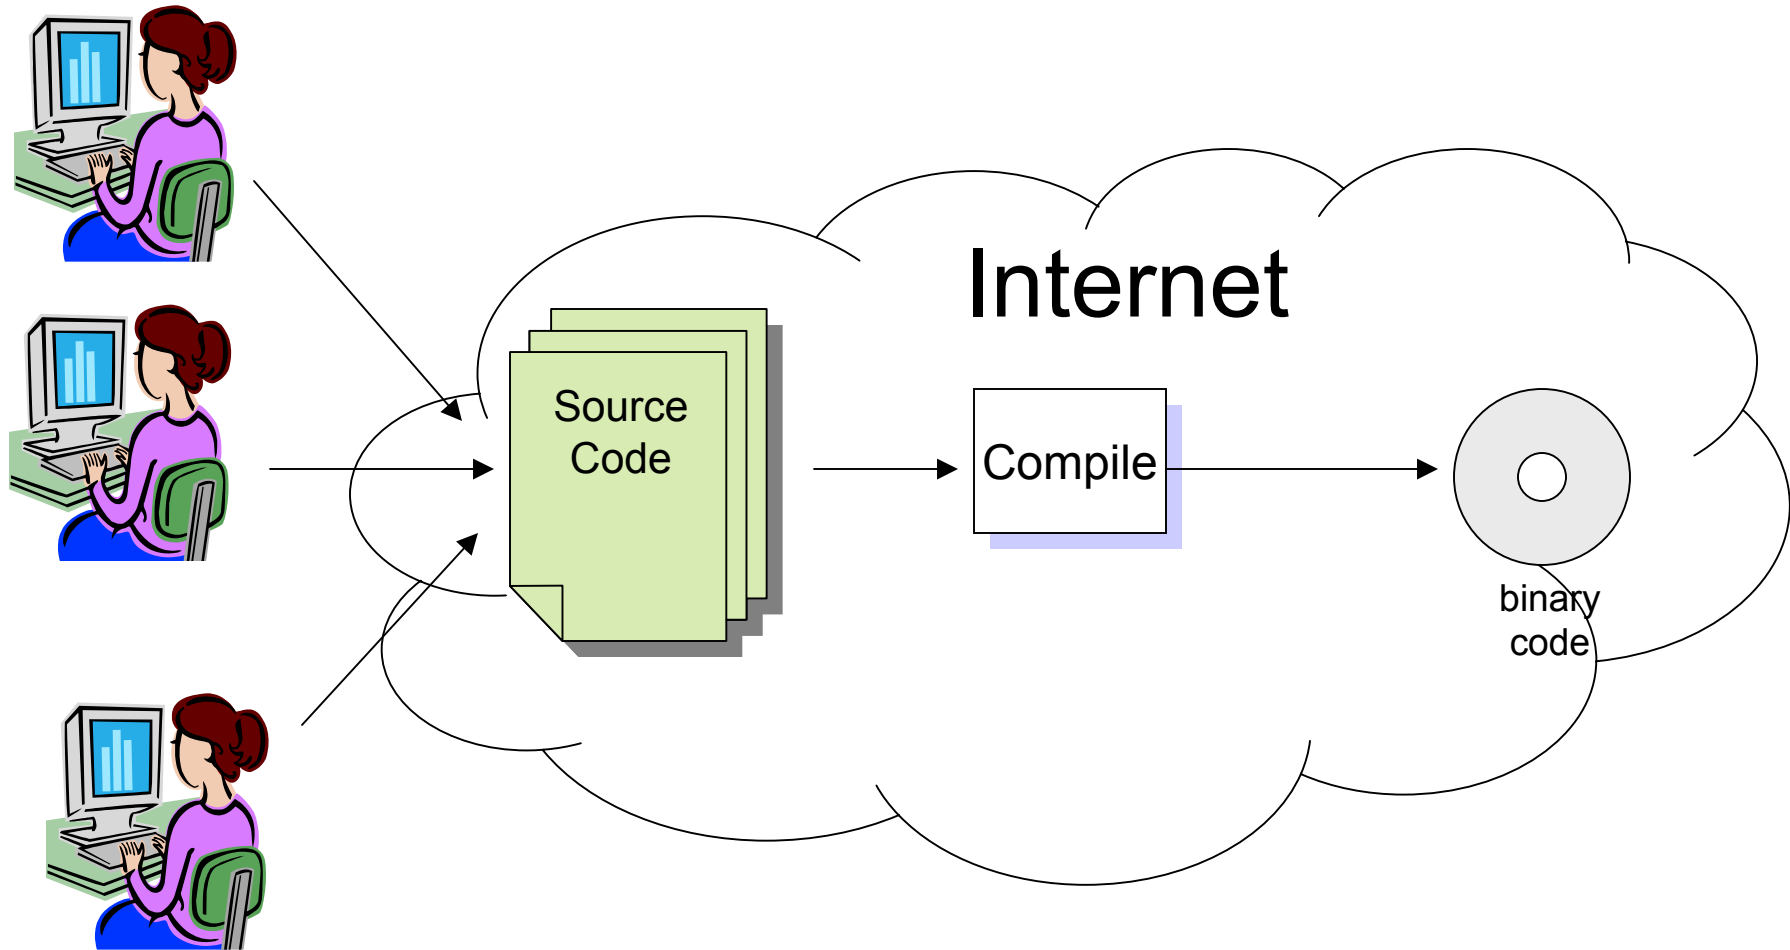 Internet
Source
Code
Compile
binary
code